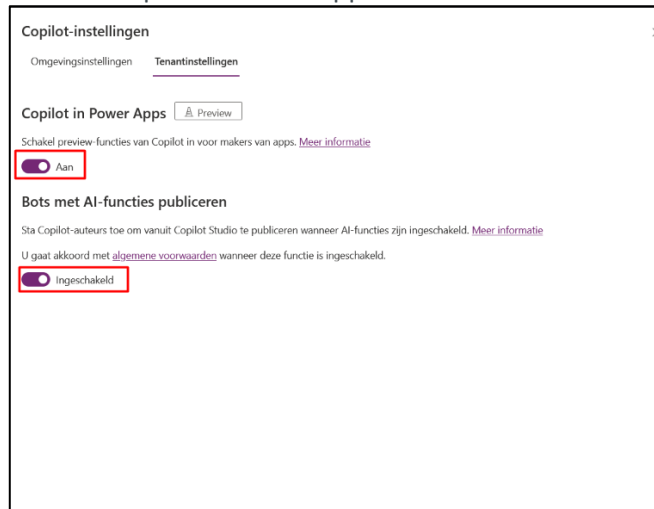 Copilot-instellingen
Omgevingsinstellingen Tenantinstellingen
Copilot in Power Apps Preview
Schakel preview-functies van Copilot in voor makers van apps. Meer informatie
Aan
Bots met AI-functies publiceren
Sta Copilot-auteurs toe om vanuit Copilot Studio te publiceren wanneer AI-functies zijn ingeschakeld. Meer informatie
U gaat akkoord met algemene voorwaarden wanneer deze functie is ingeschakeld.
Ingeschakeld